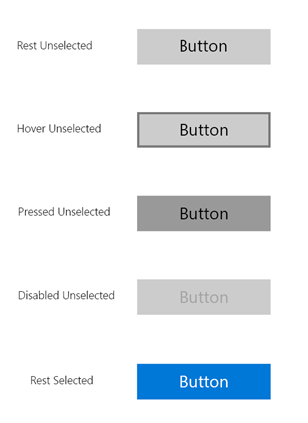 Rest Unselected Button
Hover Unselected Button
Pressed Unselected Button
Disabled Unselected Button
Rest Selected Button